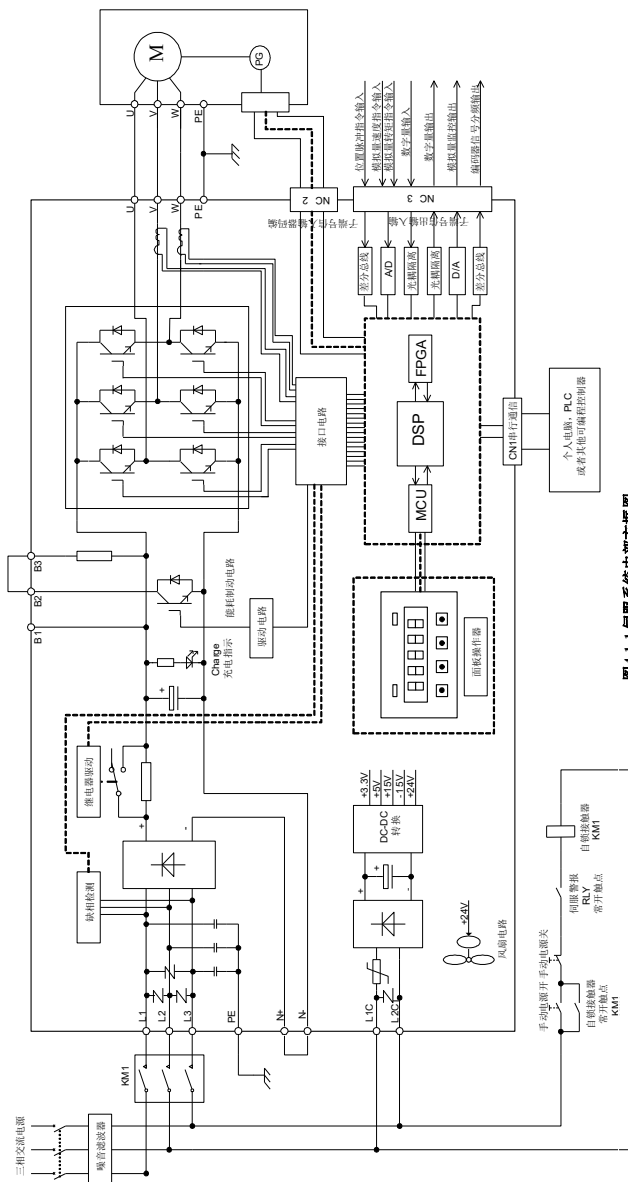 三相交流电源
噪音滤波器
KM1
L1
L2
L3
PE
N+
N-
L1C
L2C
缺相检测
继电器驱动
+
-
+
Charge
充电指示
B1
B2
B3
能耗制动电路
驱动电路
接口电路
U
V
W
PE
U
V
W
PE
M
PG
NC 2
子端号信入输器码编
NC 3
子端号信出输入输
位置脉冲指令输入
模拟量速度指令输入
模拟量转矩指令输入
数字量输入
数字量输出
模拟量监控输出
编码器信号分频输出
差分总线
A/D
光耦隔离
光耦隔离
D/A
差分总线
MCU
DSP
FPGA
面板操作器
CN1串行通信
个人电脑，PLC
或者其他可编程控制器
+
-
DC-DC
转换
+3.3V
+5V
+15V
-15V
+24V
+24V
风扇电路
手动电源开
手动电源关
自锁接触器
常开触点
KM1
伺服警报
RLY
常开触点
自锁接触器
KM1